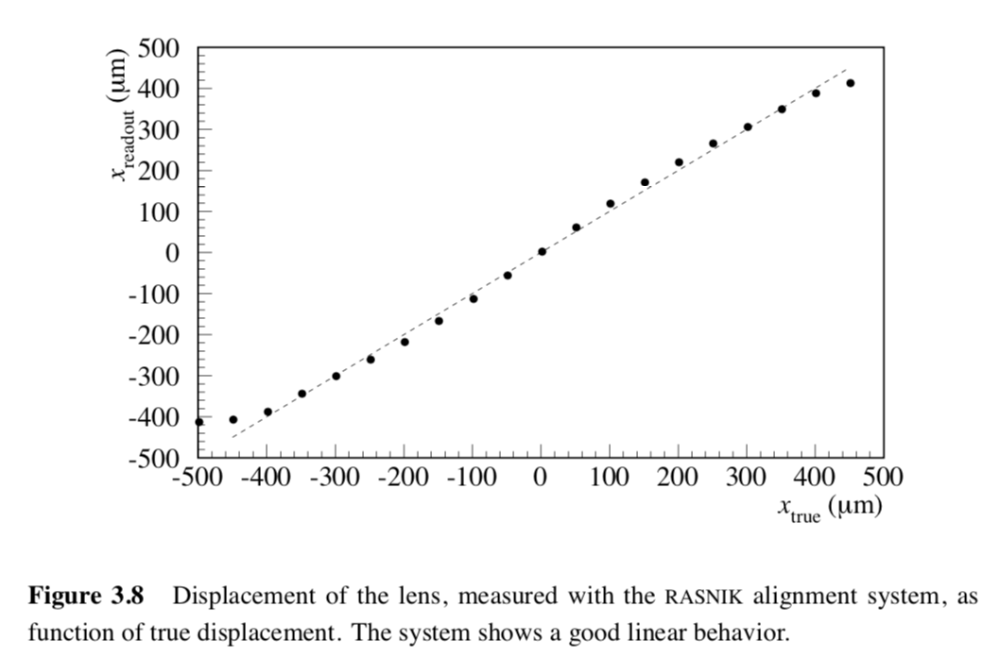 500
400
300
200
100
0
-100
-200
-300
-400
-500
x readout (μm)
-500 -400 -300 -200 -100 0 100 200 300 400 500
x true (μm)
Figure 3.8 Displacement of the lens, measured with the RASNIK alignment system, as
function of true displacement. The system shows a good linear behavior.